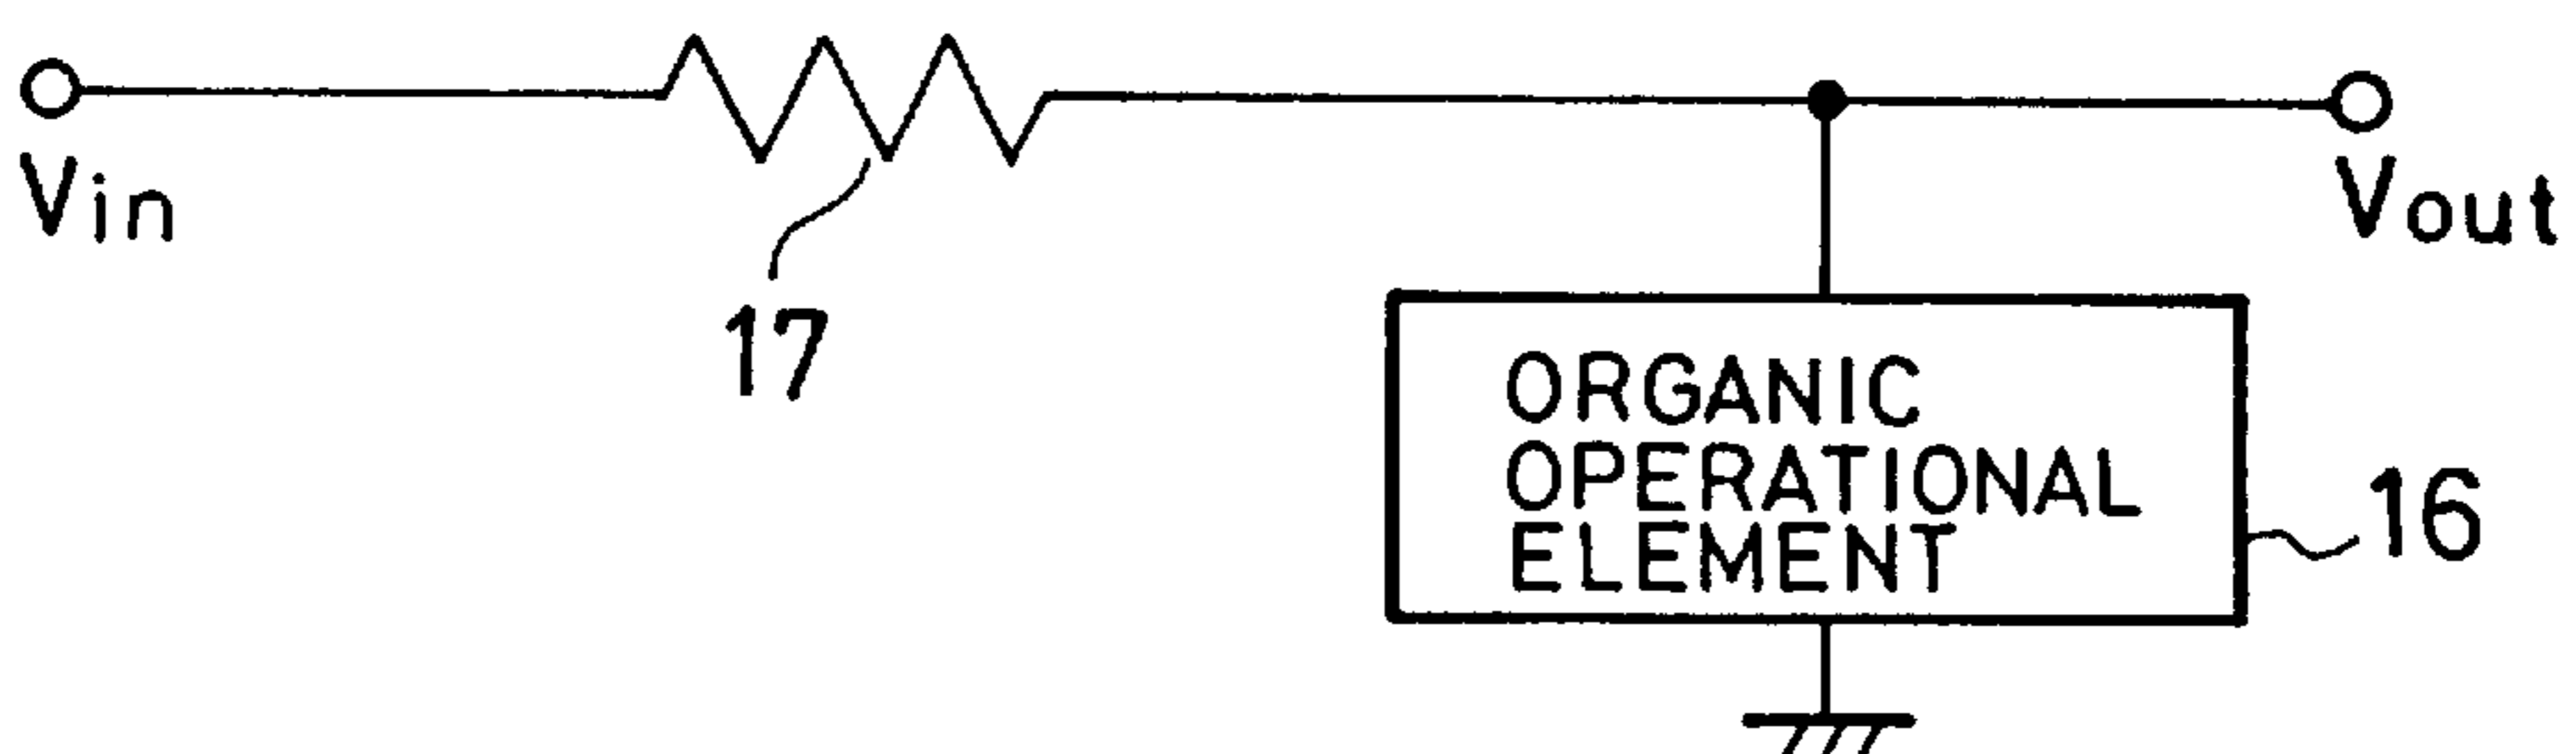 Vin
Vout
17
ORGANIC
OPERATIONAL
ELEMENT
16